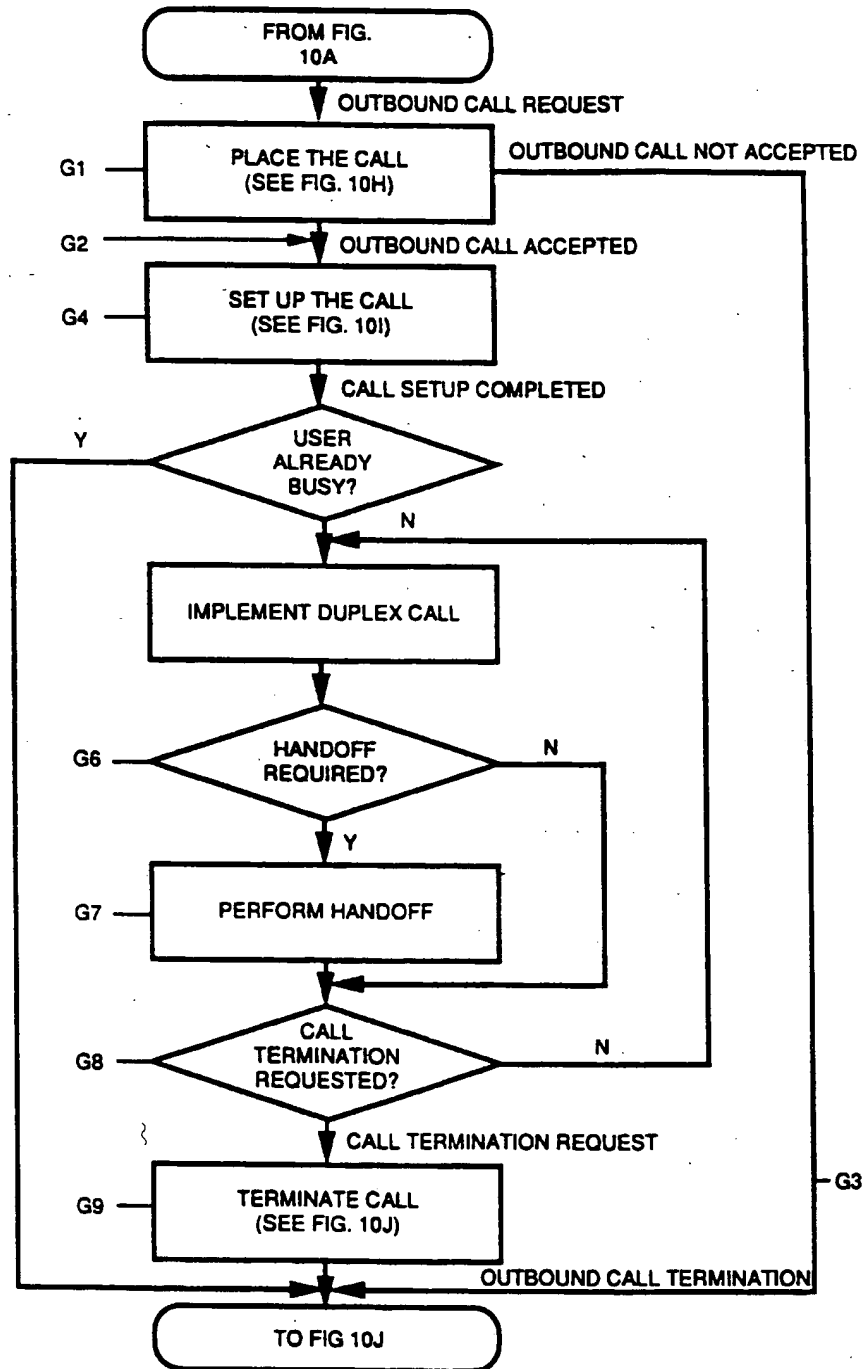 FROM FIG.
10A
OUTBOUND CALL REQUEST
G1
PLACE THE CALL
(SEE FIG. 10H)
OUTBOUND CALL NOT ACCEPTED
G2
OUTBOUND CALL ACCEPTED
G4
SET UP THE CALL
(SEE FIG. 10I)
CALL SETUP COMPLETED
Y
USER
ALREADY
BUSY?
N
IMPLEMENT DUPLEX CALL
G6
HANDOFF
REQUIRED?
N
Y
G7
PERFORM HANDOFF
G8
CALL
TERMINATION
REQUESTED?
N
CALL TERMINATION REQUEST
G3
G9
TERMINATE CALL
(SEE FIG. 10J)
OUTBOUND CALL TERMINATION
TO FIG 10J